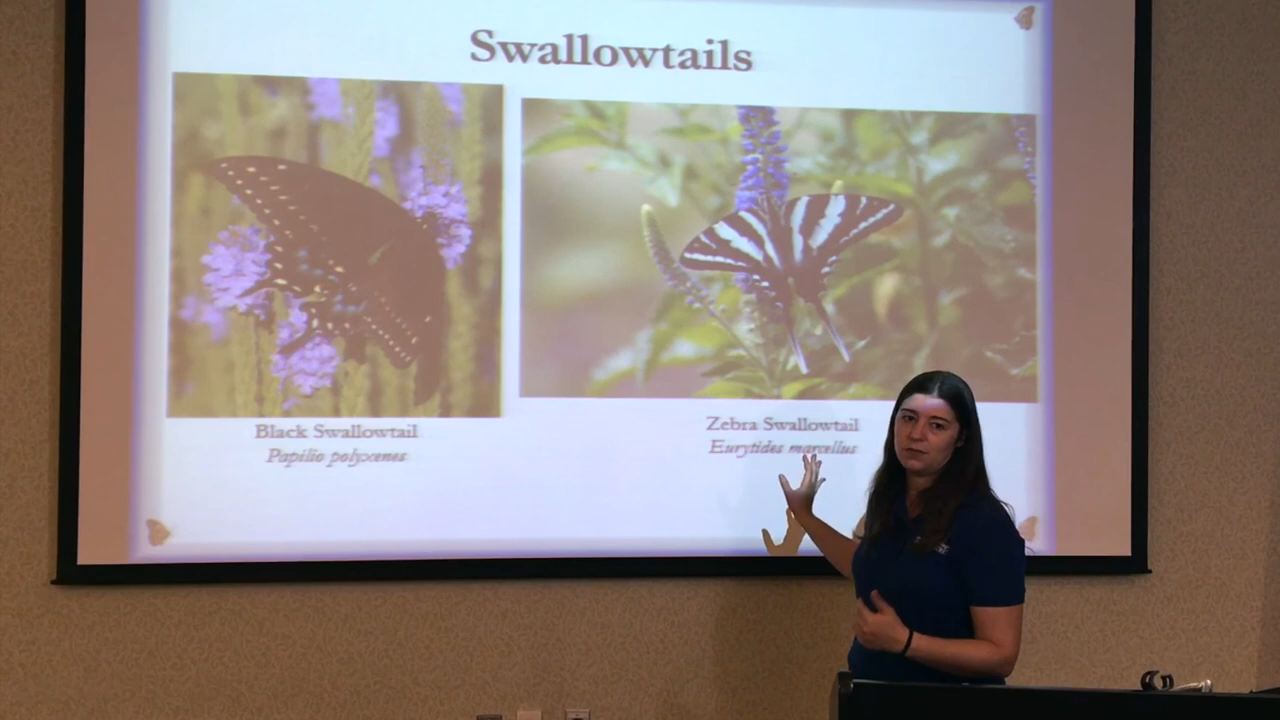 Swallowtails
Black Swallowtail
Papilio polyxenes
Zebra Swallowtail
Eurytides marcellus